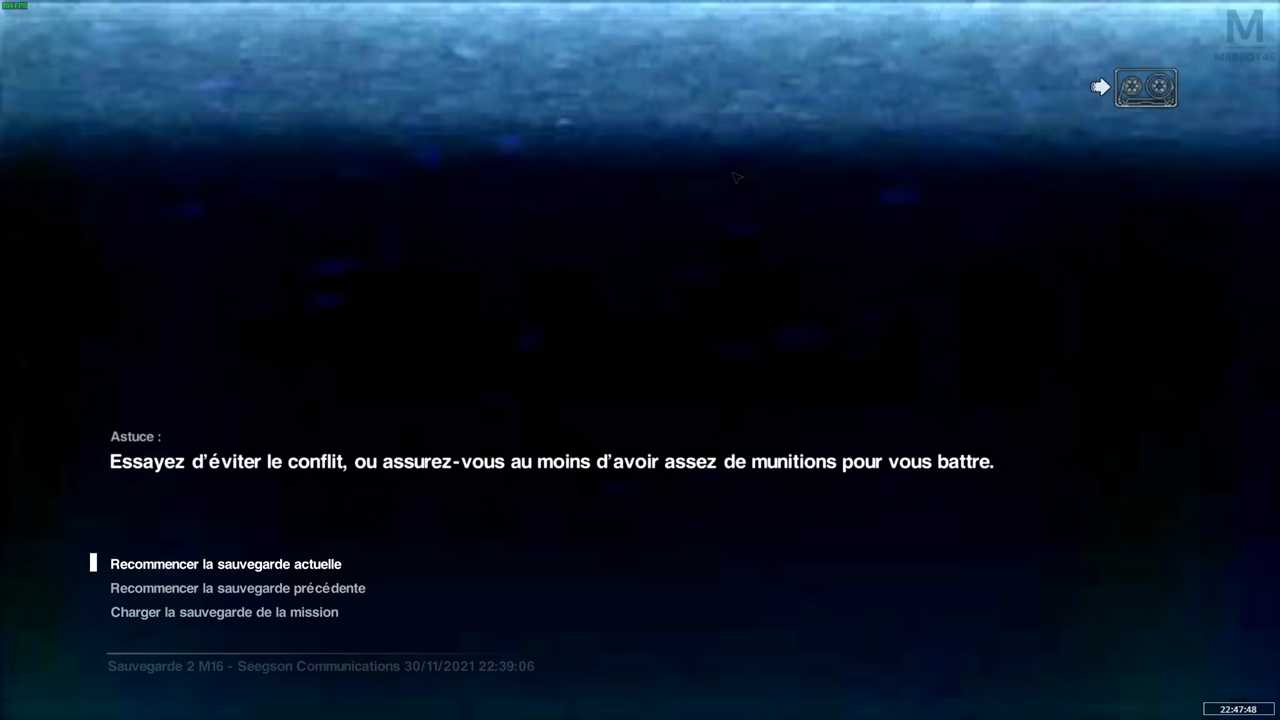 M
Astuce :
Essayez d'éviter le conflit, ou assurez-vous au moins d'avoir assez de munitions pour vous battre.
Recommencer la sauvegarde actuelle
Recommencer la sauvegarde précédente
Charger la sauvegarde de la mission
Sauvegarde 2 M16 - Seegson Communications 30/11/2021 22:39:06
22:47:48